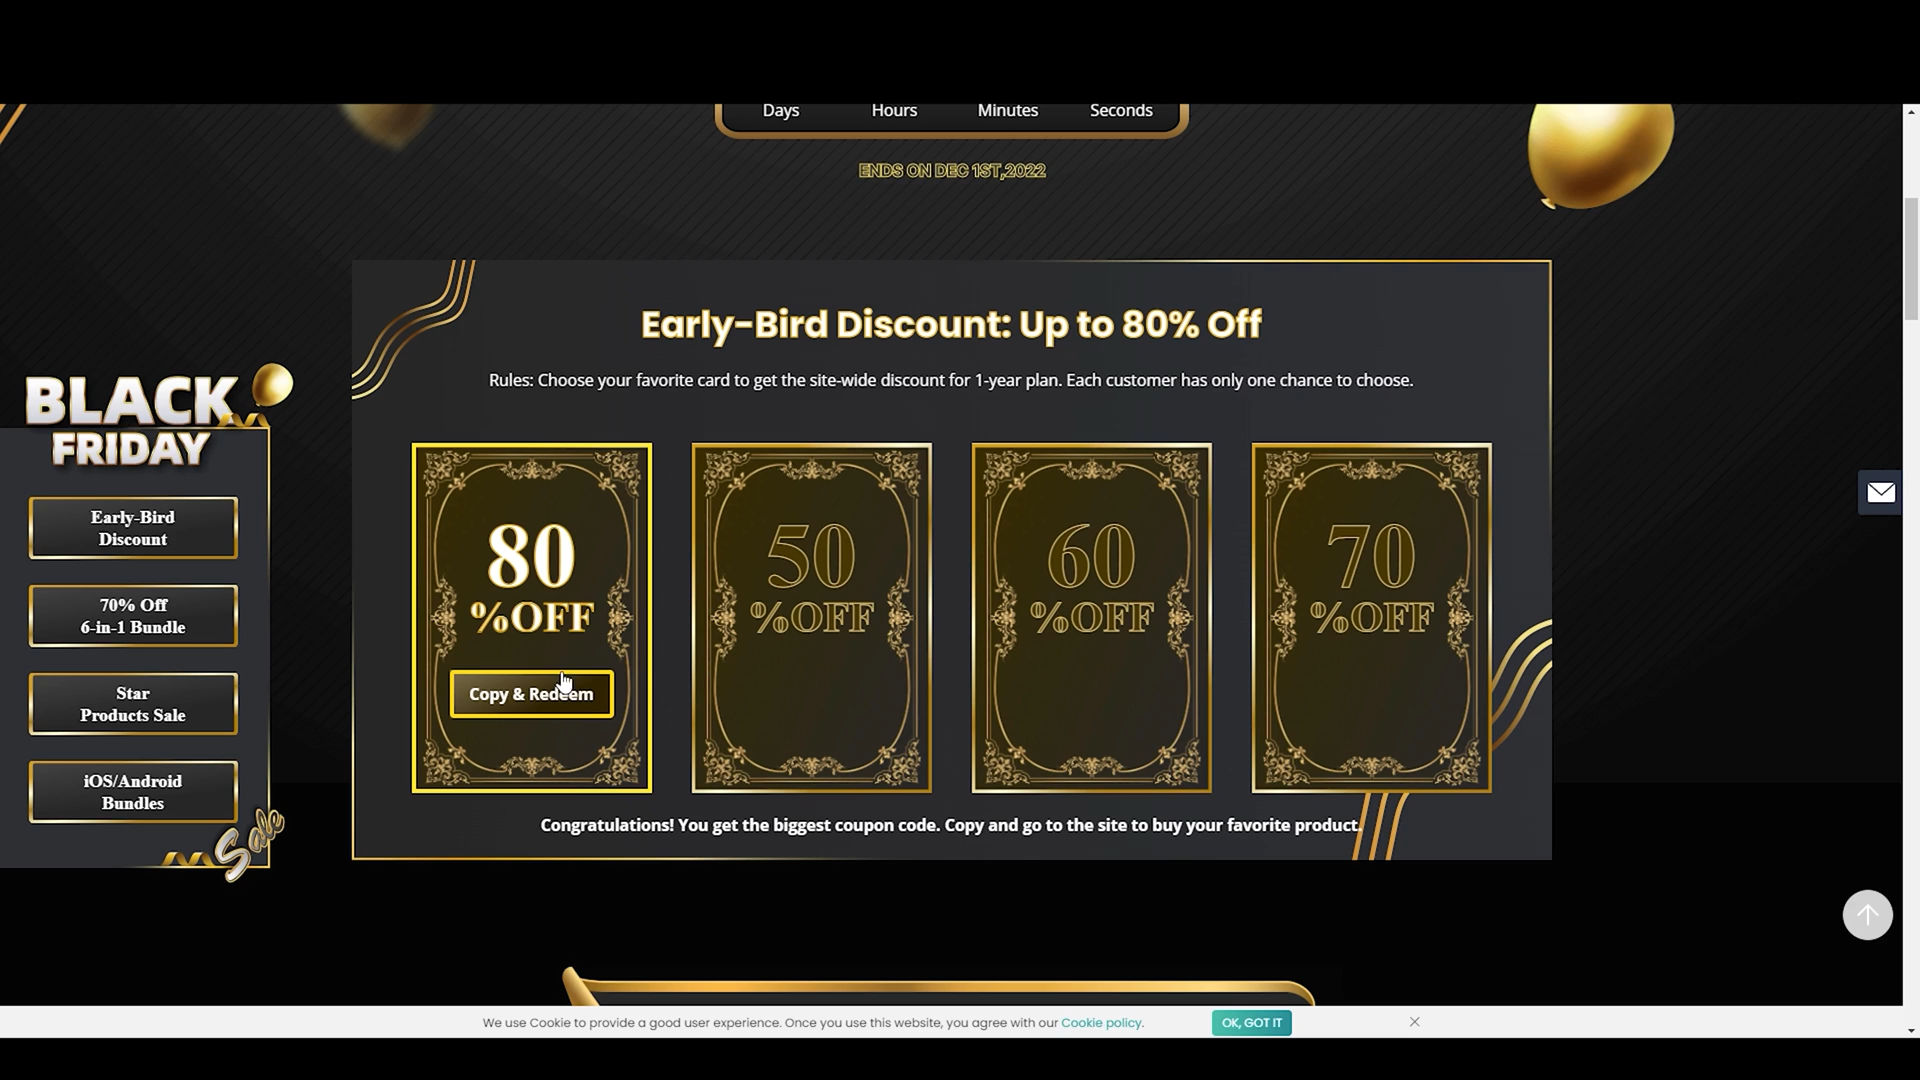 Days Hours Minutes Seconds
ENDS ON DEC 1ST,2022
Early-Bird Discount: Up to 80% Off
Rules: Choose your favorite card to get the site-wide discount for 1-year plan. Each customer has only one chance to choose.
BLACK
FRIDAY
Early-Bird
Discount
70% Off
6-in-1 Bundle
Star
Products Sale
iOS/Android
Bundles
Sale
80
%OFF
Copy & Redeem
50
%OFF
60
%OFF
70
%OFF
Congratulations! You get the biggest coupon code. Copy and go to the site to buy your favorite product.
We use Cookie to provide a good user experience. Once you use this website, you agree with our Cookie policy.
OK, GOT IT